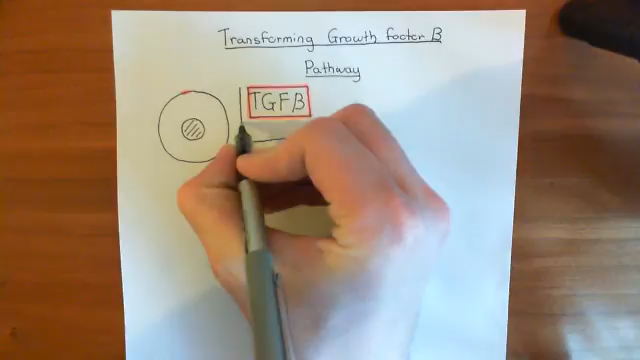 Transforming Growth factor β
Pathway
TGFβ